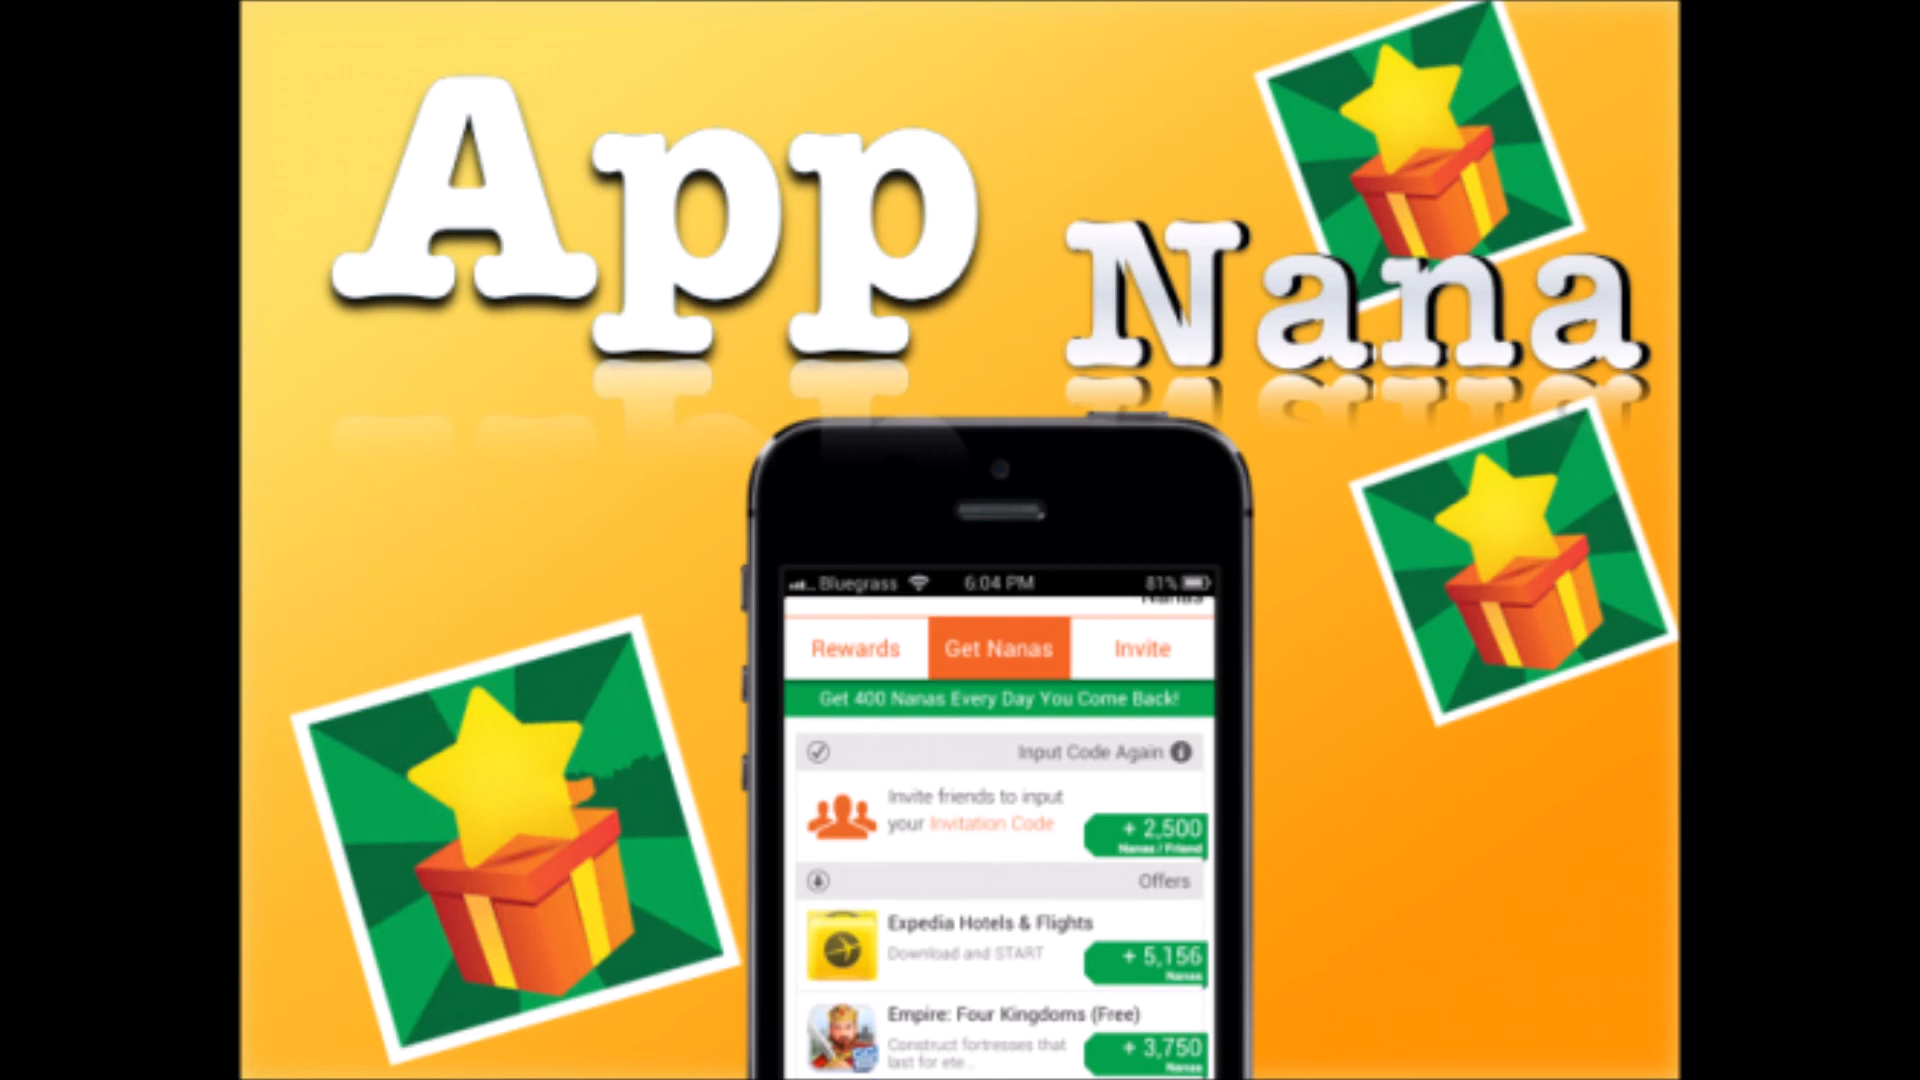 App
Nana
Bluegrass 6:04 PM 81%
Nanas
Rewards Get Nanas Invite
Get 400 Nanas Every Day You Come Back!
Input Code Again
Invite friends to input
your Invitation Code
+ 2,500
Nanas / Friend
Offers
Expedia Hotels & Flights
Download and START
+ 5,156
Nanas
Empire: Four Kingdoms (Free)
Construct fortresses that
last for ete...
+ 3,750
Nanas